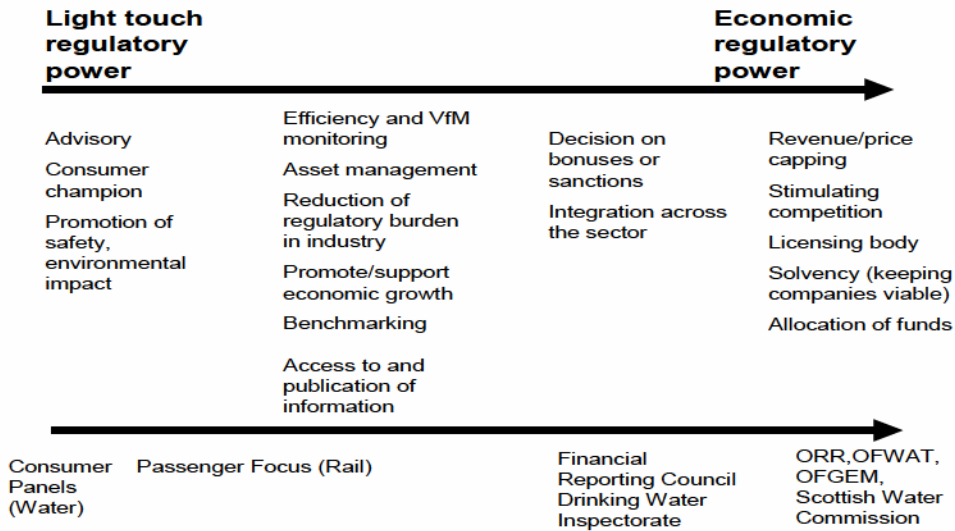 Light touch
regulatory
power
Economic
regulatory
power
Advisory
Consumer
champion
Promotion of
safety,
environmental
impact
Efficiency and VfM
monitoring
Asset management
Reduction of
regulatory burden
in industry
Promote/support
economic growth
Benchmarking
Access to and
publication of
information
Decision on
bonuses or
sanctions
Integration across
the sector
Revenue/price
capping
Stimulating
competition
Licensing body
Solvency (keeping
companies viable)
Allocation of funds
Consumer
Panels
(Water)
Passenger Focus (Rail)
Financial
Reporting Council
Drinking Water
Inspectorate
ORR,OFWAT,
OFGEM,
Scottish Water
Commission